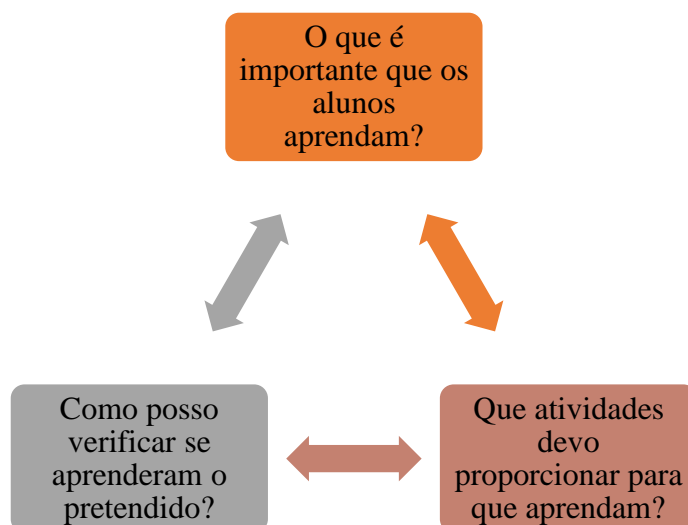 O que é
importante que os
alunos
aprendam?
Como posso
verificar se
aprenderam o
pretendido?
Que atividades
devo
proporcionar para
que aprendam?